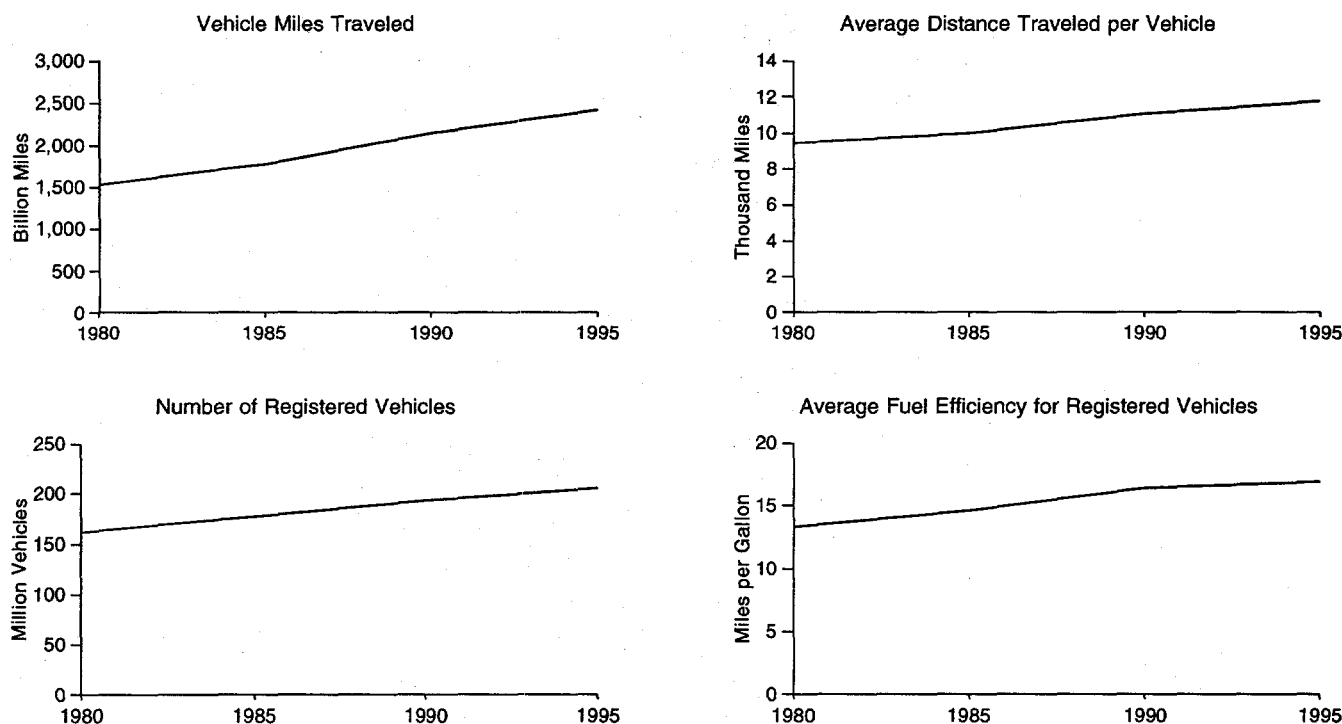 Vehicle Miles Traveled
3,000
2,500
2,000
1,500
1,000
500
0
Billion Miles
1980 1985 1990 1995
Average Distance Traveled per Vehicle
14
12
10
8
6
4
2
0
Thousand Miles
1980 1985 1990 1995
Number of Registered Vehicles
250
200
150
100
50
0
Million Vehicles
1980 1985 1990 1995
Average Fuel Efficiency for Registered Vehicles
20
15
10
5
0
Miles per Gallon
1980 1985 1990 1995